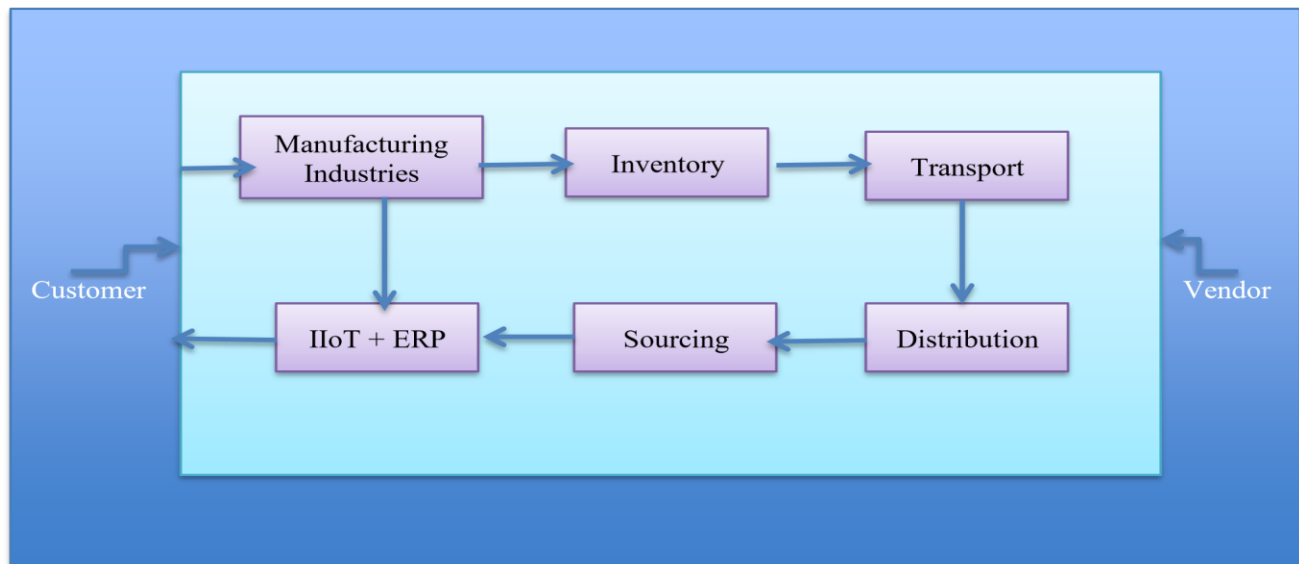 Manufacturing
Industries
Inventory
Transport
Customer
Vendor
IIoT + ERP
Sourcing
Distribution